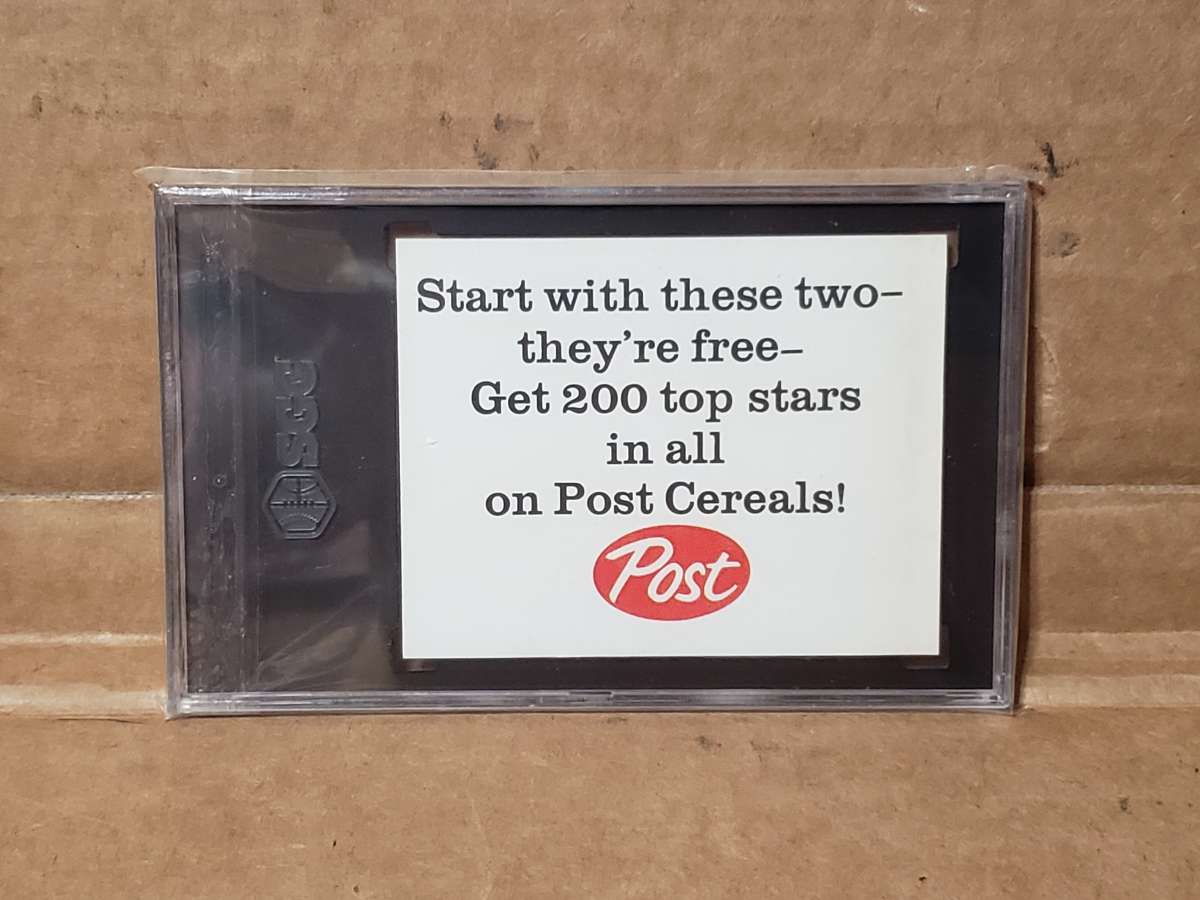 Start with these two–
they're free–
Get 200 top stars
in all
on Post Cereals!
Post
SGC